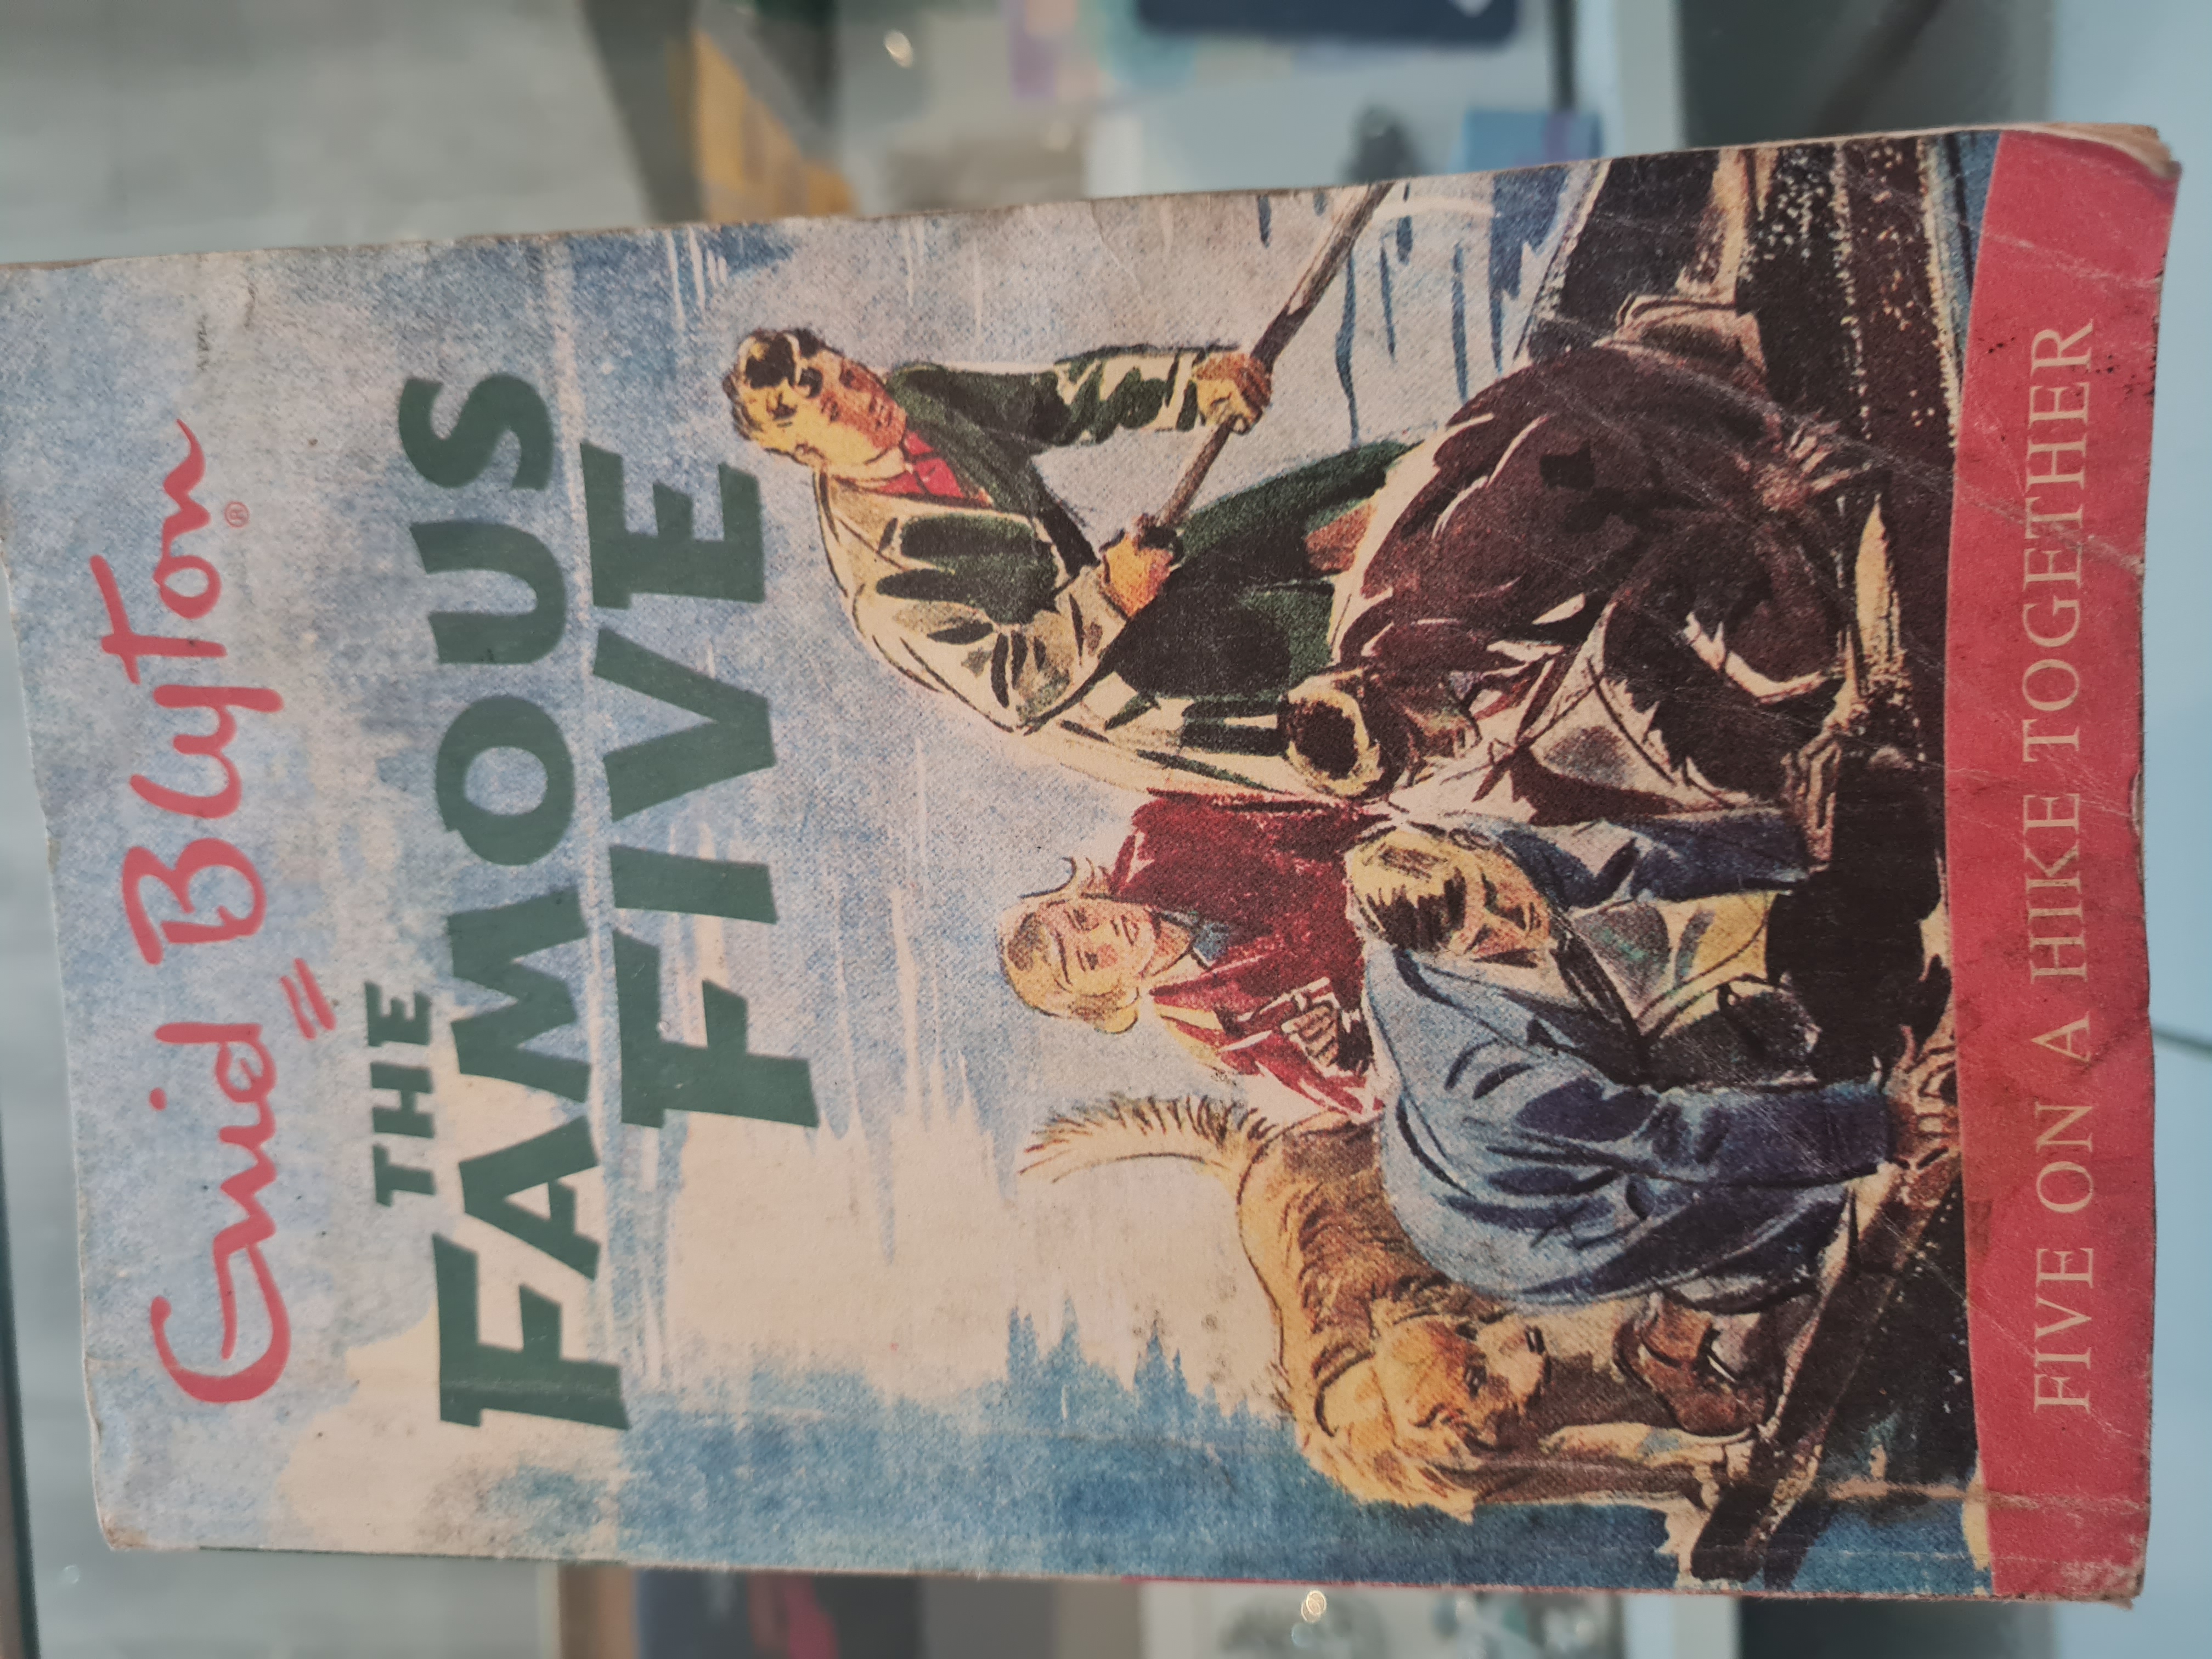 Enid Blyton®
THE
FAMOUS
FIVE
FIVE ON A HIKE TOGETHER